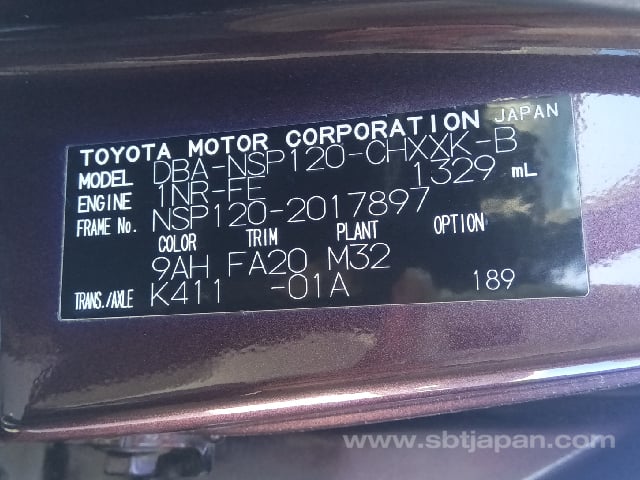 TOYOTA MOTOR CORPORATION JAPAN
MODEL DBA-NSP120-CHXXK-B
ENGINE 1NR-FE 1329 mL
FRAME No. NSP120-2017897
COLOR TRIM PLANT OPTION
9AH FA20 M32
TRANS./AXLE K411 -01A 189
www.sbtjapan.com